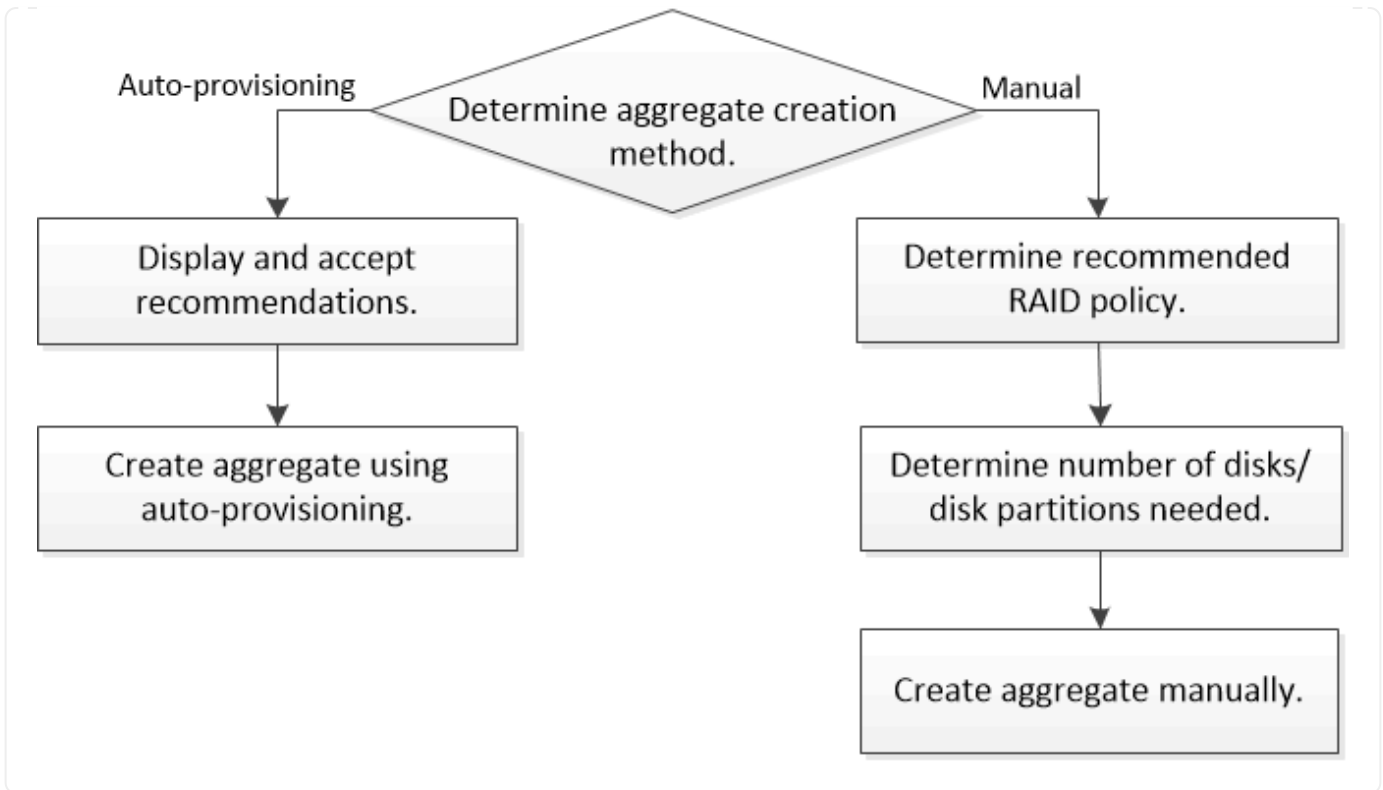 Auto-provisioning
Manual
Determine aggregate creation
method.
Display and accept
recommendations.
Create aggregate using
auto-provisioning.
Determine recommended
RAID policy.
Determine number of disks/
disk partitions needed.
Create aggregate manually.